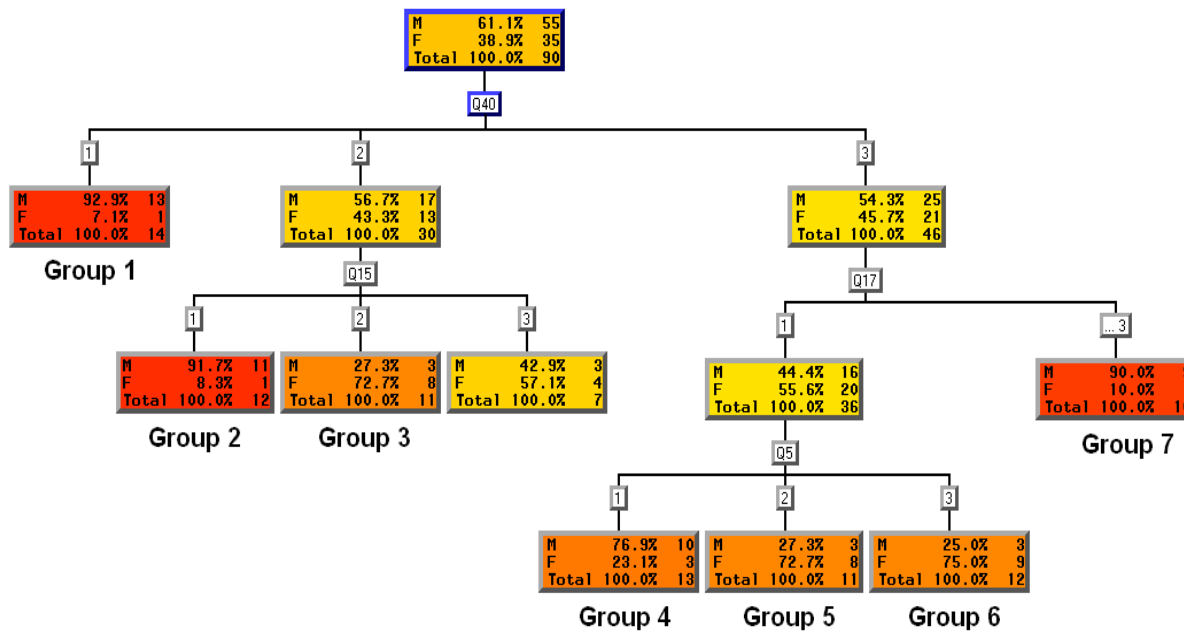 M 61.1% 55
F 38.9% 35
Total 100.0% 90
Q40
1
2
3
M 92.9% 13
F 7.1% 1
Total 100.0% 14
Group 1
M 56.7% 17
F 43.3% 13
Total 100.0% 30
M 54.3% 25
F 45.7% 21
Total 100.0% 46
Q15
Q17
1
2
3
1
... 3
M 91.7% 11
F 8.3% 1
Total 100.0% 12
Group 2
M 27.3% 3
F 72.7% 8
Total 100.0% 11
Group 3
M 42.9% 3
F 57.1% 4
Total 100.0% 7
M 44.4% 16
F 55.6% 20
Total 100.0% 36
M 90.0%
F 10.0%
Total 100.0%
Group 7
Q5
1
2
3
M 76.9% 10
F 23.1% 3
Total 100.0% 13
Group 4
M 27.3% 3
F 72.7% 8
Total 100.0% 11
Group 5
M 25.0% 3
F 75.0% 9
Total 100.0% 12
Group 6